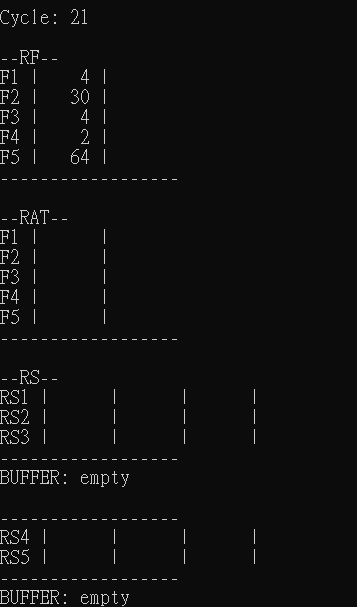 Cycle: 21
--RF--
F1 |     4 |
F2 |    30 |
F3 |     4 |
F4 |     2 |
F5 |    64 |
------------------
--RAT--
F1 |       |
F2 |       |
F3 |       |
F4 |       |
F5 |       |
------------------
--RS--
RS1 |      |      |      |
RS2 |      |      |      |
RS3 |      |      |      |
------------------
BUFFER: empty
------------------
RS4 |      |      |      |
RS5 |      |      |      |
------------------
BUFFER: empty